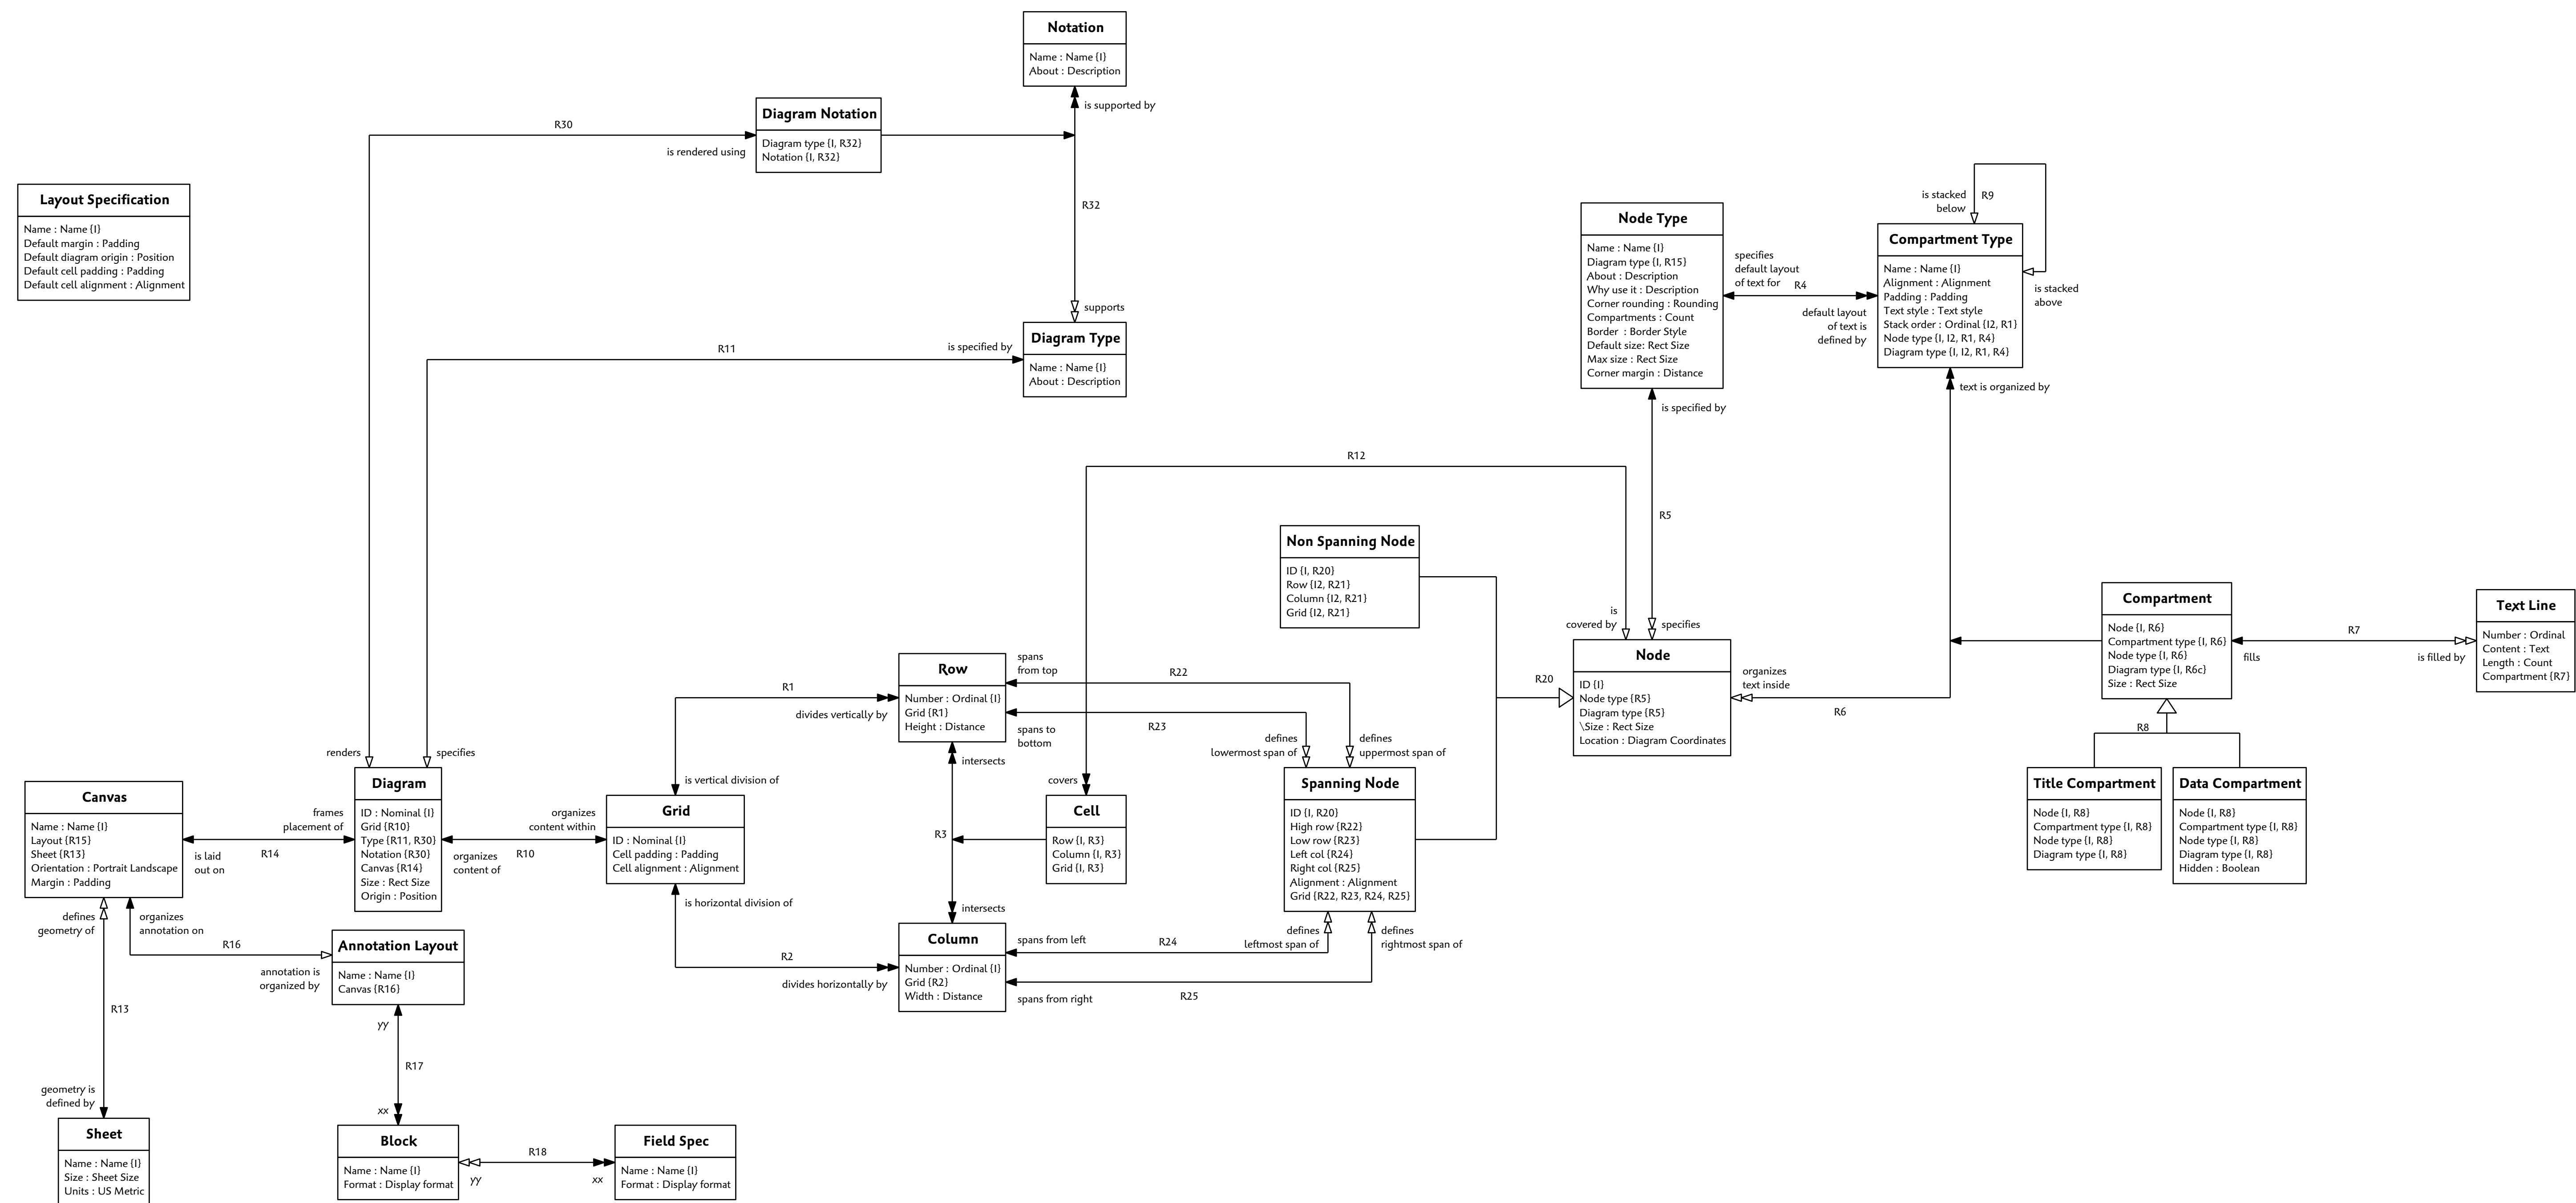 Notation
Name : Name {I}
About : Description
is supported by
Diagram Notation
Diagram type {I, R32}
Notation {I, R32}
R30
is rendered using
R32
supports
Layout Specification
Name : Name {I}
Default margin : Padding
Default diagram origin : Position
Default cell padding : Padding
Default cell alignment : Alignment
Diagram Type
Name : Name {I}
About : Description
R11
is specified by
Node Type
Name : Name {I}
Diagram type {I, R15}
About : Description
Why use it : Description
Corner rounding : Rounding
Compartments : Count
Border : Border Style
Default size: Rect Size
Max size : Rect Size
Corner margin : Distance
specifies
default layout
of text for
R4
default layout
of text is
defined by
is stacked
below
R9
Compartment Type
Name : Name {I}
Alignment : Alignment
Padding : Padding
Text style : Text style
Stack order : Ordinal {I2, R1}
Node type {I, I2, R1, R4}
Diagram type {I, I2, R1, R4}
is stacked
above
text is organized by
is specified by
R12
R5
is
covered by
specifies
Non Spanning Node
ID {I, R20}
Row {I2, R21}
Column {I2, R21}
Grid {I2, R21}
R20
Node
ID {I}
Node type {R5}
Diagram type {R5}
\Size : Rect Size
Location : Diagram Coordinates
organizes
text inside
R6
Compartment
Node {I, R6}
Compartment type {I, R6}
Node type {I, R6}
Diagram type {I, R6c}
Size : Rect Size
fills
R7
is filled by
Text Line
Number : Ordinal
Content : Text
Length : Count
Compartment {R7}
R8
Title Compartment
Node {I, R8}
Compartment type {I, R8}
Node type {I, R8}
Diagram type {I, R8}
Data Compartment
Node {I, R8}
Compartment type {I, R8}
Node type {I, R8}
Diagram type {I, R8}
Hidden : Boolean
Row
Number : Ordinal {I}
Grid {R1}
Height : Distance
R1
divides vertically by
is vertical division of
spans
from top
R22
spans to
bottom
R23
defines
lowermost span of
defines
uppermost span of
intersects
R3
intersects
covers
Cell
Row {I, R3}
Column {I, R3}
Grid {I, R3}
Spanning Node
ID {I, R20}
High row {R22}
Low row {R23}
Left col {R24}
Right col {R25}
Alignment : Alignment
Grid {R22, R23, R24, R25}
defines
leftmost span of
defines
rightmost span of
Column
Number : Ordinal {I}
Grid {R2}
Width : Distance
spans from left
R24
spans from right
R25
R2
divides horizontally by
is horizontal division of
Grid
ID : Nominal {I}
Cell padding : Padding
Cell alignment : Alignment
organizes
content within
R10
organizes
content of
renders
specifies
Diagram
ID : Nominal {I}
Grid {R10}
Type {R11, R30}
Notation {R30}
Canvas {R14}
Size : Rect Size
Origin : Position
frames
placement of
R14
is laid
out on
Canvas
Name : Name {I}
Layout {R15}
Sheet {R13}
Orientation : Portrait Landscape
Margin : Padding
defines
geometry of
organizes
annotation on
R16
annotation is
organized by
Annotation Layout
Name : Name {I}
Canvas {R16}
R13
geometry is
defined by
Sheet
Name : Name {I}
Size : Sheet Size
Units : US Metric
yy
R17
xx
Block
Name : Name {I}
Format : Display format
R18
yy
xx
Field Spec
Name : Name {I}
Format : Display format